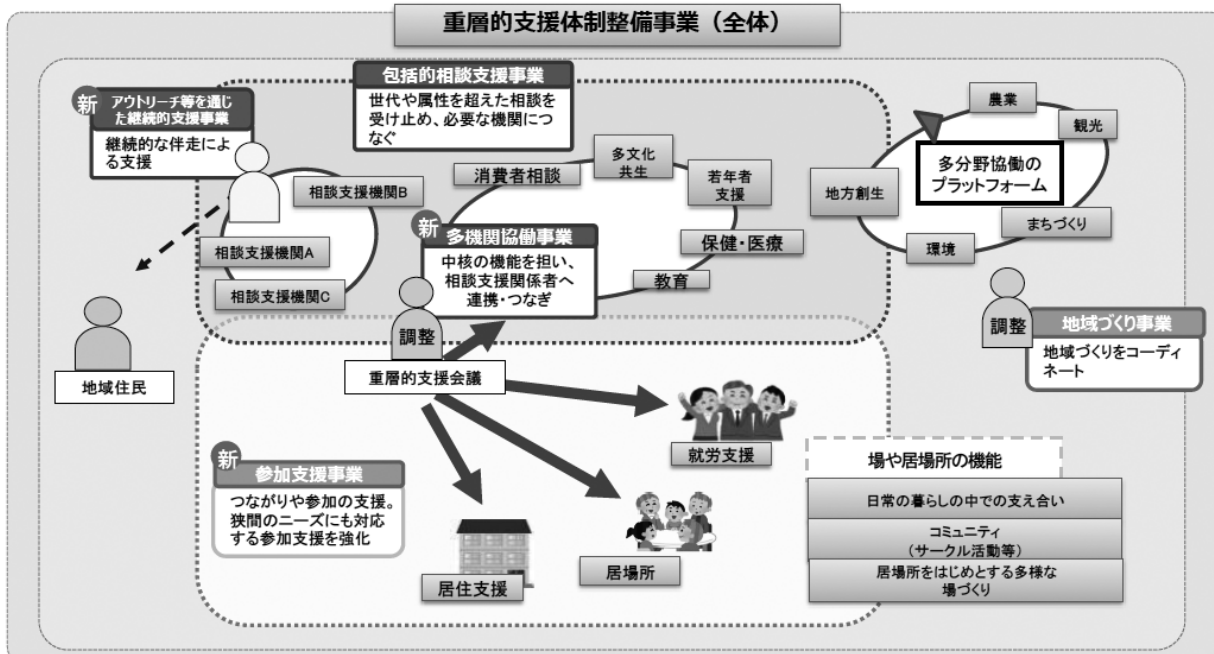 重層的支援体制整備事業（全体）
包括的相談支援事業
世代や属性を超えた相談を
受け止め、必要な機関につ
なぐ
新
アウトリーチ等を通じ
た継続的支援事業
継続的な伴走によ
る支援
相談支援機関B
相談支援機関A
相談支援機関C
消費者相談
多文化
共生
若年者
支援
保健・医療
教育
新
多機関協働事業
中核の機能を担い、
相談支援関係者へ
連携・つなぎ
調整
重層的支援会議
地域住民
農業
観光
多分野協働の
プラットフォーム
地方創生
まちづくり
環境
調整
地域づくり事業
地域づくりをコーディ
ネート
新
参加支援事業
つながりや参加の支援。
狭間のニーズにも対応
する参加支援を強化
就労支援
居場所
居住支援
場や居場所の機能
日常の暮らしの中での支え合い
コミュニティ
（サークル活動等）
居場所をはじめとする多様な
場づくり